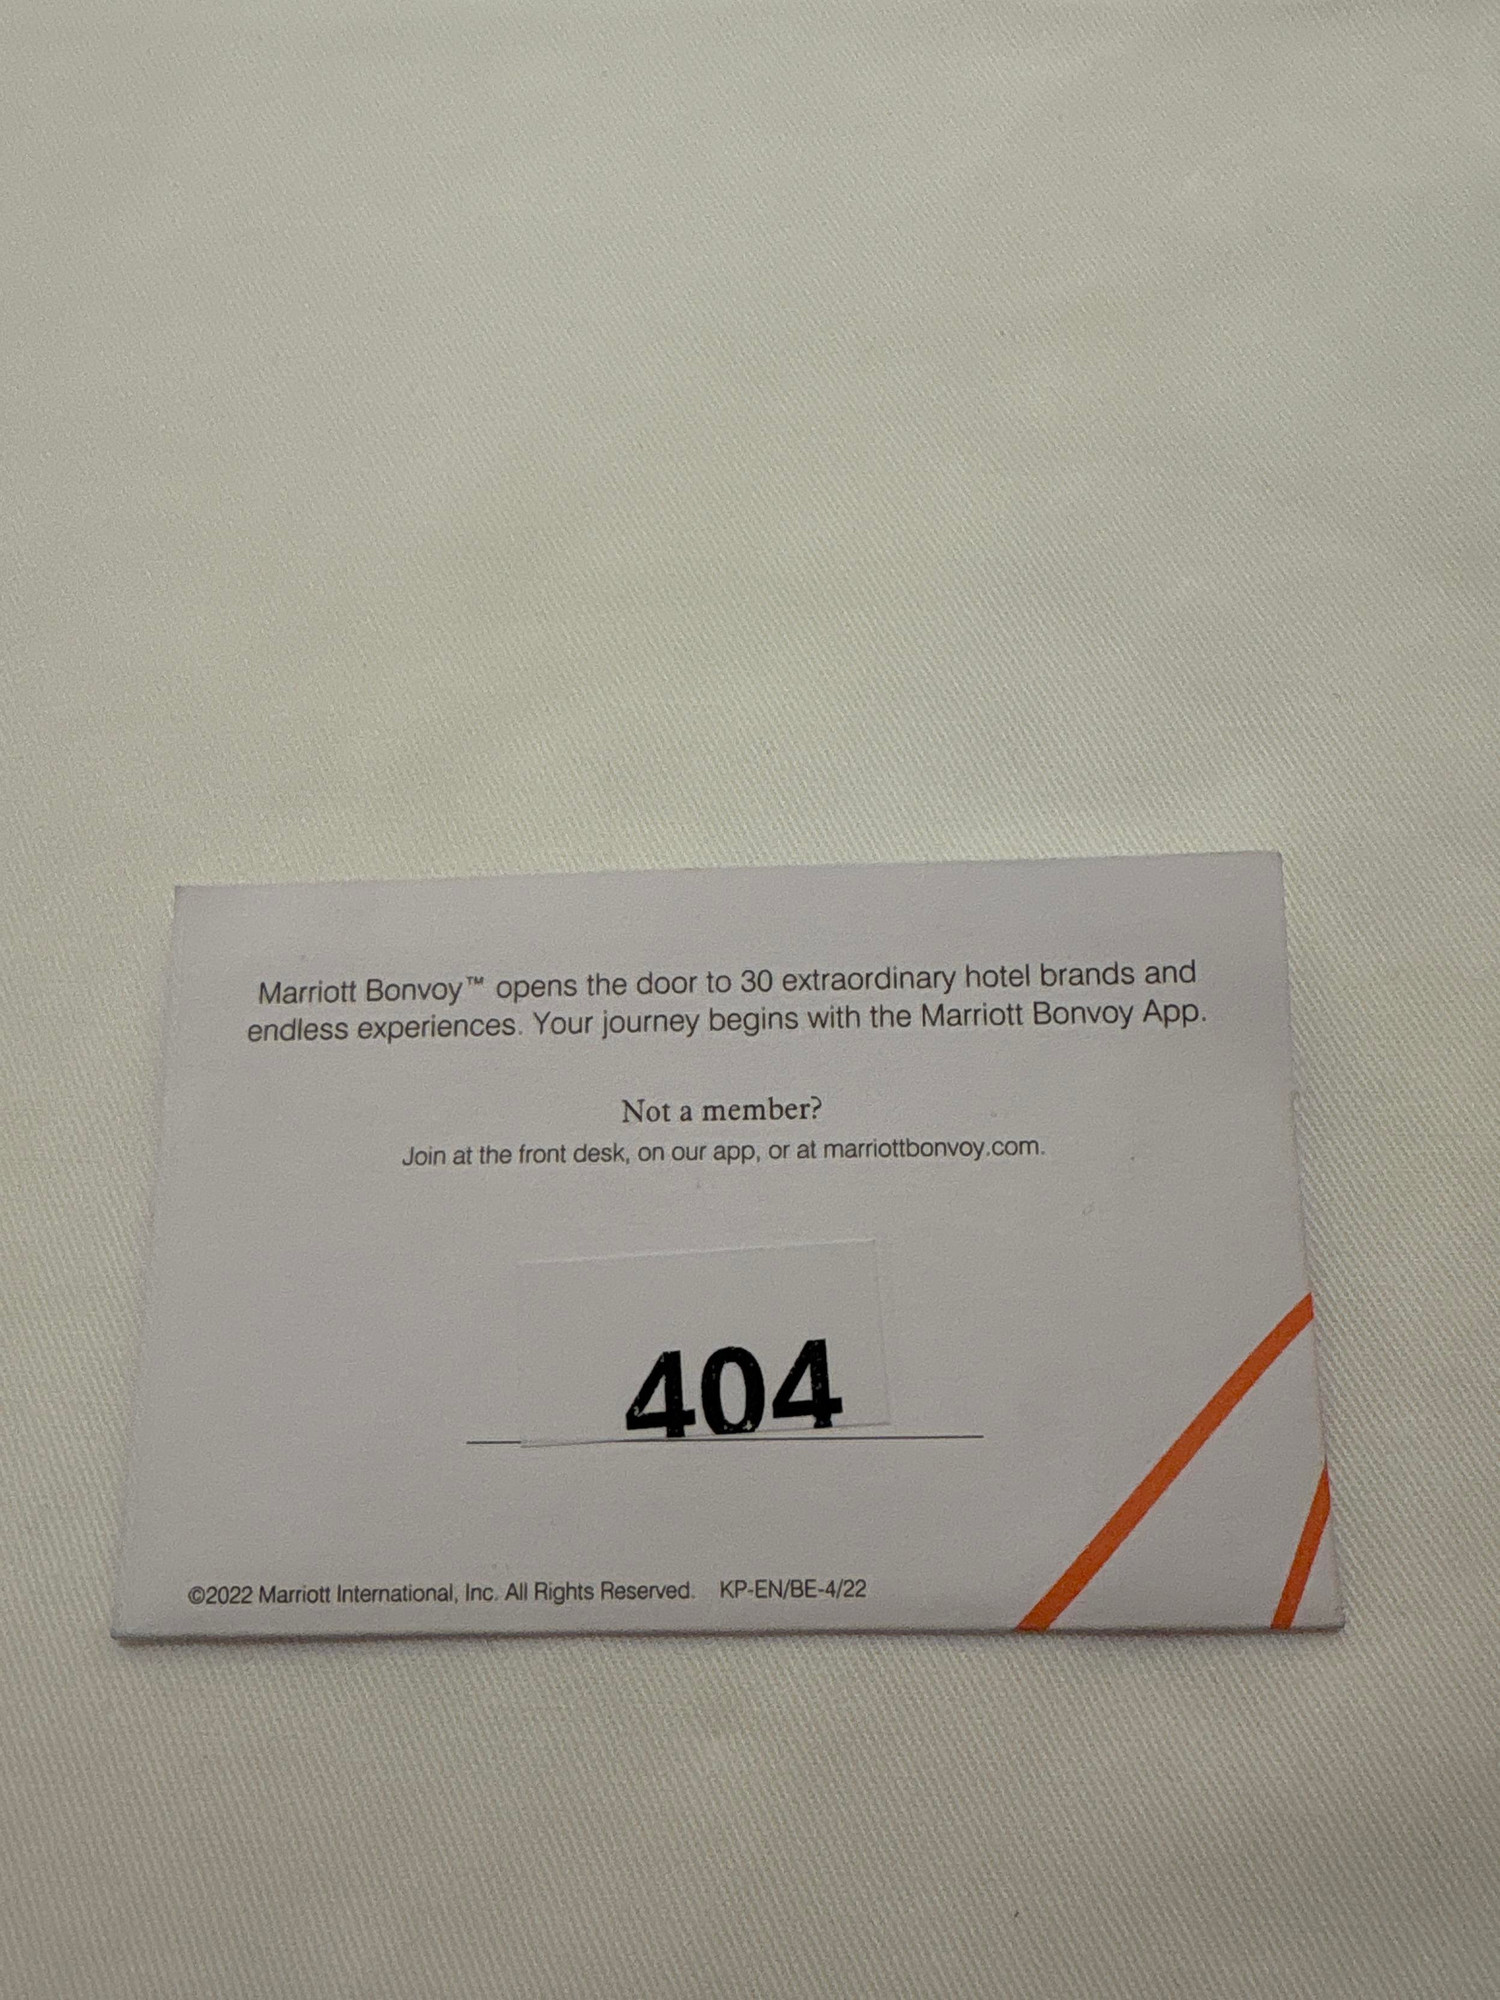 Marriott Bonvoy™ opens the door to 30 extraordinary hotel brands and
endless experiences. Your journey begins with the Marriott Bonvoy App.
Not a member?
Join at the front desk, on our app, or at marriottbonvoy.com.
404
©2022 Marriott International, Inc. All Rights Reserved. KP-EN/BE-4/22